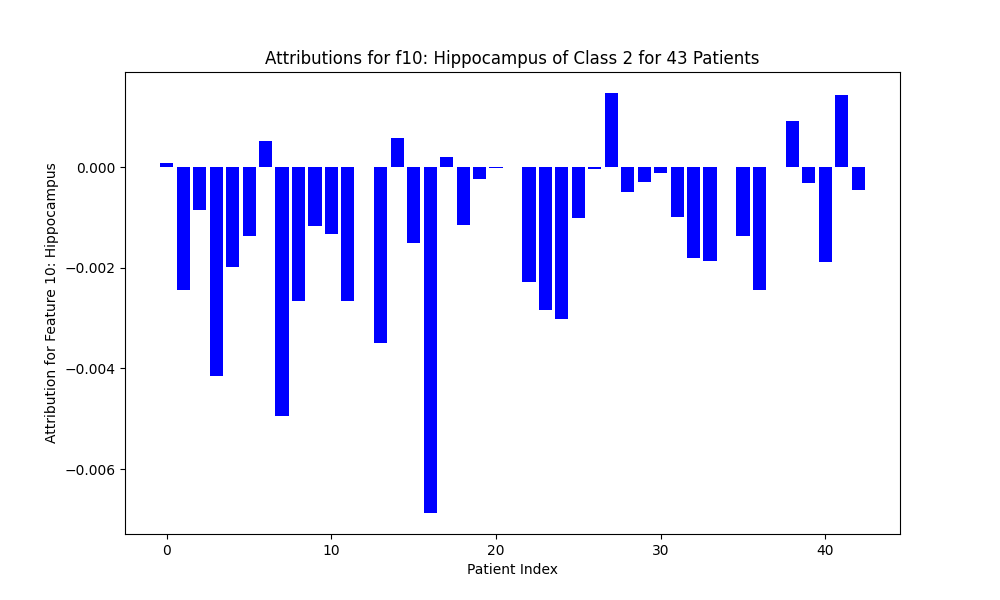 Attributions for f10: Hippocampus of Class 2 for 43 Patients
Attribution for Feature 10: Hippocampus
0.000
−0.002
−0.004
−0.006
0 10 20 30 40
Patient Index